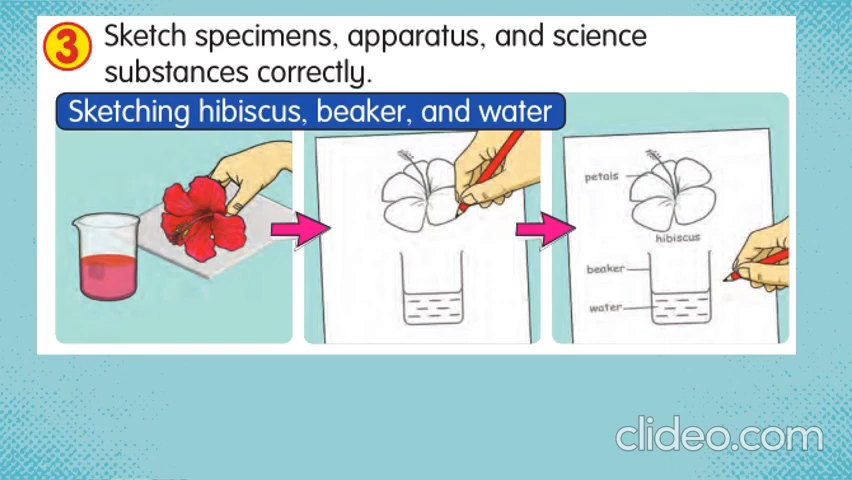 3
Sketch specimens, apparatus, and science
substances correctly.
Sketching hibiscus, beaker, and water
petals
hibiscus
beaker
water
clideo.com